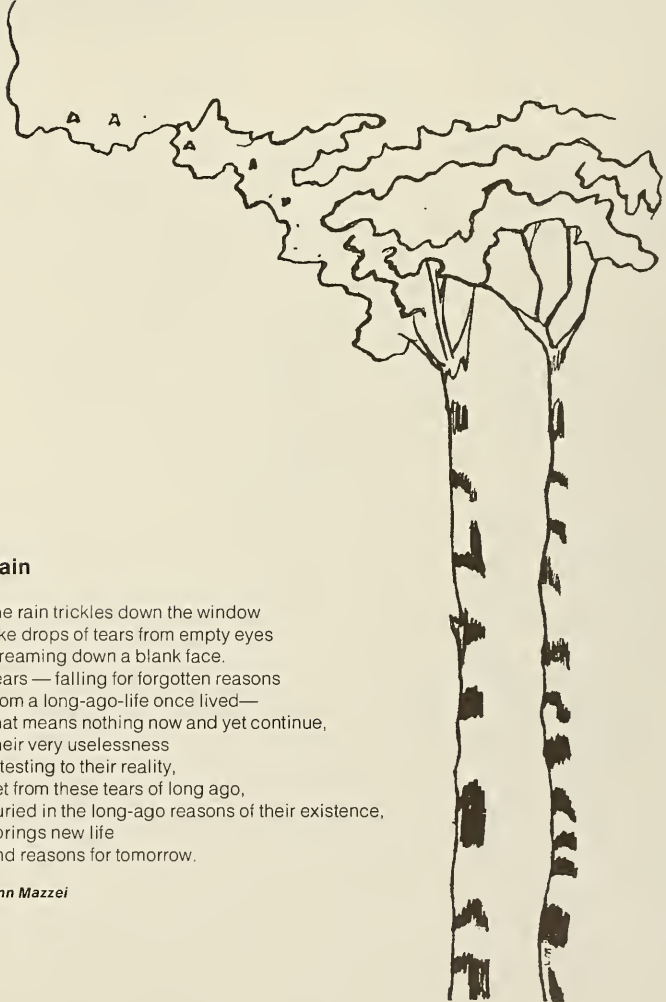 ain
ne rain trickles down the window
ke drops of tears from empty eyes
reaming down a blank face.
ears — falling for forgotten reasons
om a long-ago-life once lived—
hat means nothing now and yet continue,
heir very uselessness
testing to their reality,
et from these tears of long ago,
uried in the long-ago reasons of their existence,
prings new life
nd reasons for tomorrow.
nn Mazzei